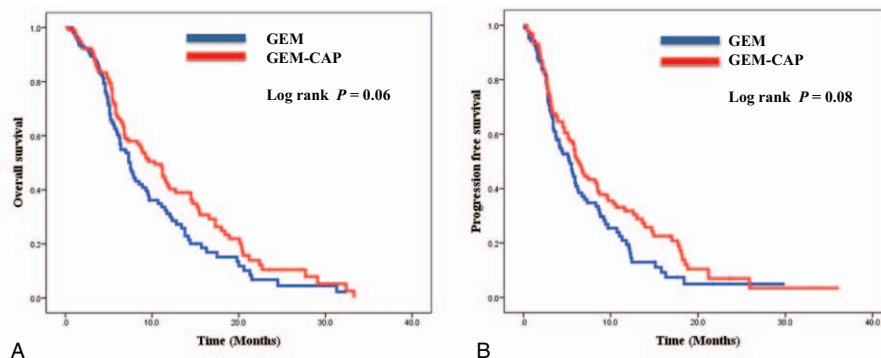 GEM
GEM-CAP
Log rank P = 0.06
Overall survival
1.0
0.8
0.6
0.4
0.2
0.0
.0
10.0
20.0
30.0
40.0
Time (Months)
A
GEM
GEM-CAP
Log rank P = 0.08
Progression free survival
1.0
0.8
0.6
0.4
0.2
0.0
.0
10.0
20.0
30.0
40.0
Time (Months)
B